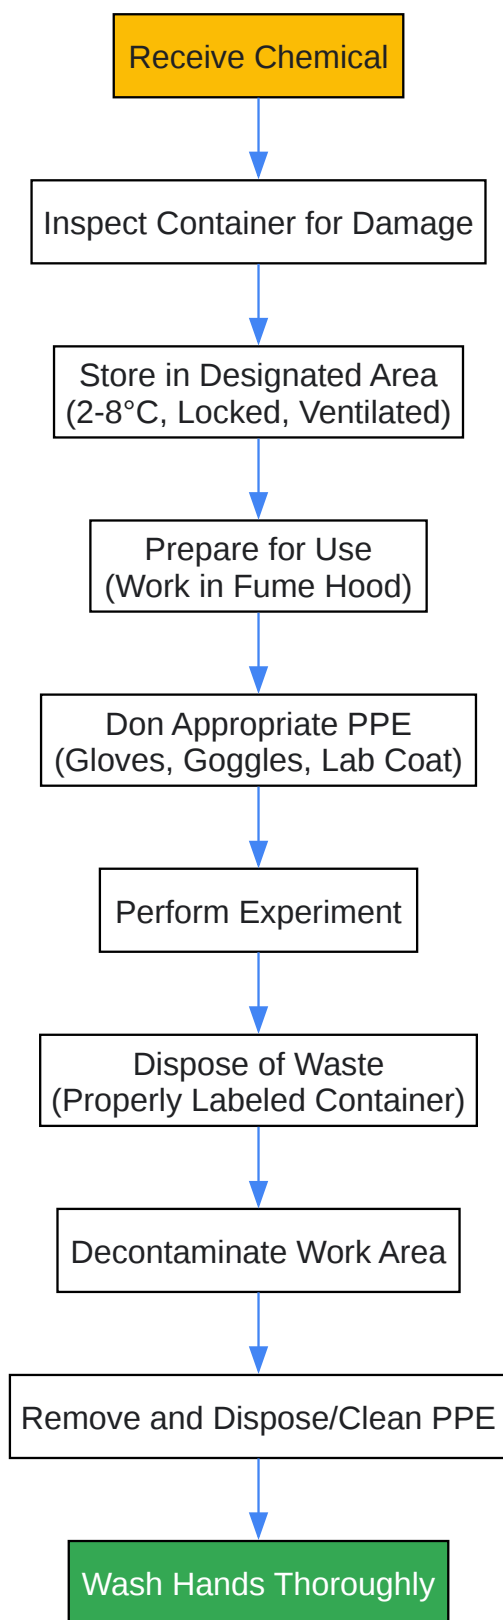 Receive Chemical
Inspect Container for Damage
Store in Designated Area
(2-8°C, Locked, Ventilated)
Prepare for Use
(Work in Fume Hood)
Don Appropriate PPE
(Gloves, Goggles, Lab Coat)
Perform Experiment
Dispose of Waste
(Properly Labeled Container)
Decontaminate Work Area
Remove and Dispose/Clean PPE
Wash Hands Thoroughly